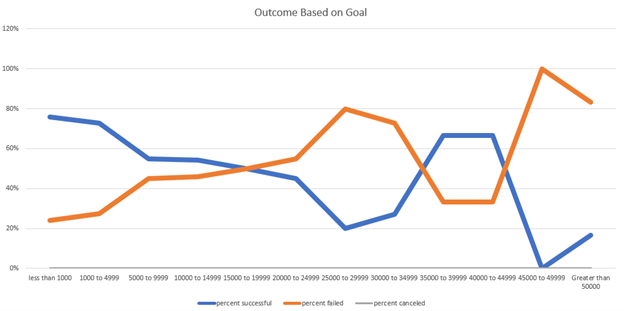 Outcome Based on Goal
120%
100%
80%
60%
40%
20%
0%
less than 1000 1000 to 4999 5000 to 9999 10000 to 14999 15000 to 19999 20000 to 24999 25000 to 29999 30000 to 34999 35000 to 39999 40000 to 44999 45000 to 49999 Greater than
50000
percent successful percent failed percent canceled